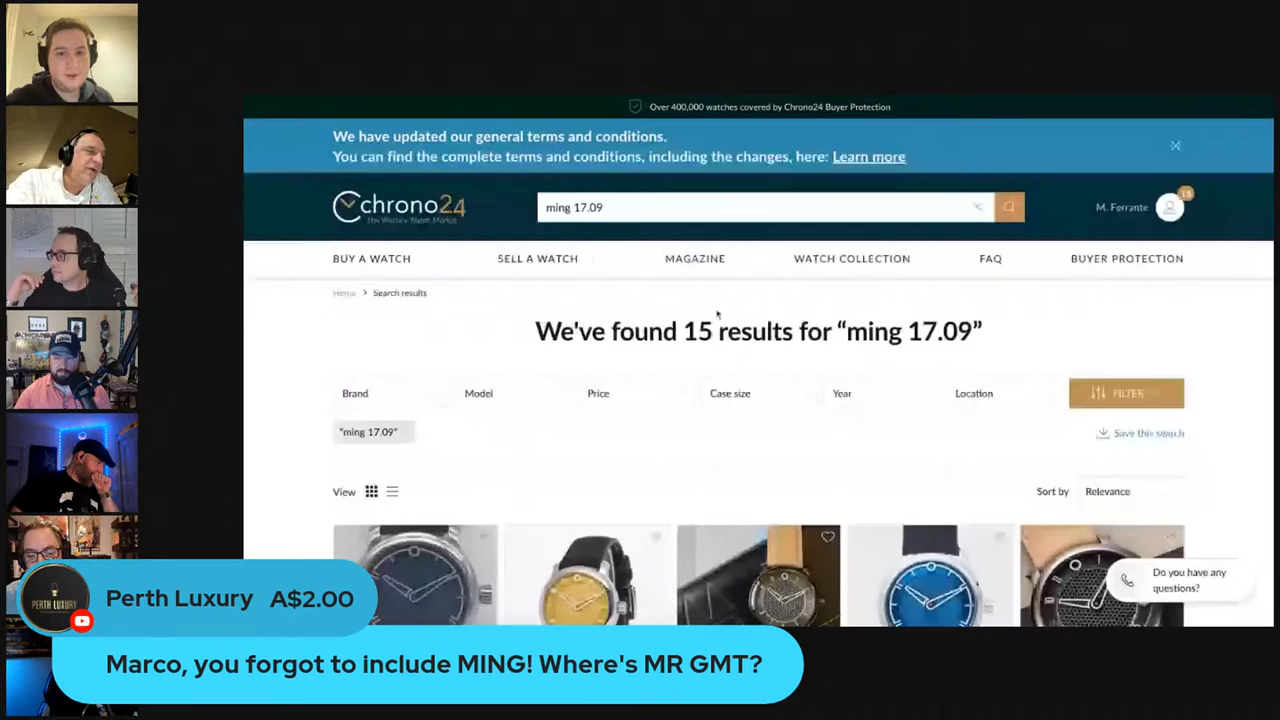 Over 400,000 watches covered by Chrono24 Buyer Protection
We have updated our general terms and conditions.
You can find the complete terms and conditions, including the changes, here: Learn more
chrono24
The World's Watch Market
ming 17.09
M. Ferrante
15
BUY A WATCH
SELL A WATCH
MAGAZINE
WATCH COLLECTION
FAQ
BUYER PROTECTION
Home > Search results
We've found 15 results for “ming 17.09”
Brand
Model
Price
Case size
Year
Location
FILTER
"ming 17.09"
Save this search
View
Sort by
Relevance
Do you have any
questions?
PERTH LUXURY
Perth Luxury A$2.00
Marco, you forgot to include MING! Where's MR GMT?